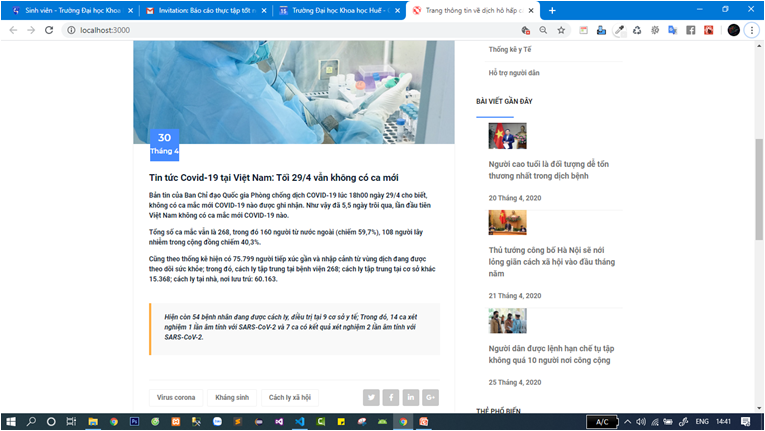 Sinh viên - Trường Đại học Khoa
Invitation: Báo cáo thực tập tốt n
Trường Đại học Khoa học Huế -
Trang thông tin về dịch hô hấp c
localhost:3000
30
Tháng 4
Tin tức Covid-19 tại Việt Nam: Tối 29/4 vẫn không có ca mới
Bản tin của Ban Chỉ đạo Quốc gia Phòng chống dịch COVID-19 lúc 18h00 ngày 29/4 cho biết,
không có ca mắc mới COVID-19 nào được ghi nhận. Như vậy đã 5,5 ngày trôi qua, lần đầu tiên
Việt Nam không có ca mắc mới COVID-19 nào.
Tổng số ca mắc vẫn là 268, trong đó 160 người từ nước ngoài (chiếm 59,7%), 108 người lây
nhiễm trong cộng đồng chiếm 40,3%.
Cũng theo thống kê hiện có 75.799 người tiếp xúc gần và nhập cảnh từ vùng dịch đang được
theo dõi sức khỏe; trong đó, cách ly tập trung tại bệnh viện 268; cách ly tập trung tại cơ sở khác
15.368; cách ly tại nhà, nơi lưu trú: 60.163.
Hiện còn 54 bệnh nhân đang được cách ly, điều trị tại 9 cơ sở y tế; Trong đó, 14 ca xét
nghiệm 1 lần âm tính với SARS-CoV-2 và 7 ca có kết quả xét nghiệm 2 lần âm tính với
SARS-CoV-2.
Virus corona
Kháng sinh
Cách ly xã hội
Thống kê y Tế
Hỗ trợ người dân
BÀI VIẾT GẦN ĐÂY
Người cao tuổi là đối tượng dễ tổn
thương nhất trong dịch bệnh
20 Tháng 4, 2020
Thủ tướng công bố Hà Nội sẽ nới
lỏng giãn cách xã hội vào đầu tháng
năm
21 Tháng 4, 2020
Người dân được lệnh hạn chế tụ tập
không quá 10 người nơi công cộng
25 Tháng 4, 2020
THẺ PHỔ BIẾN
A/C
ENG
14:41